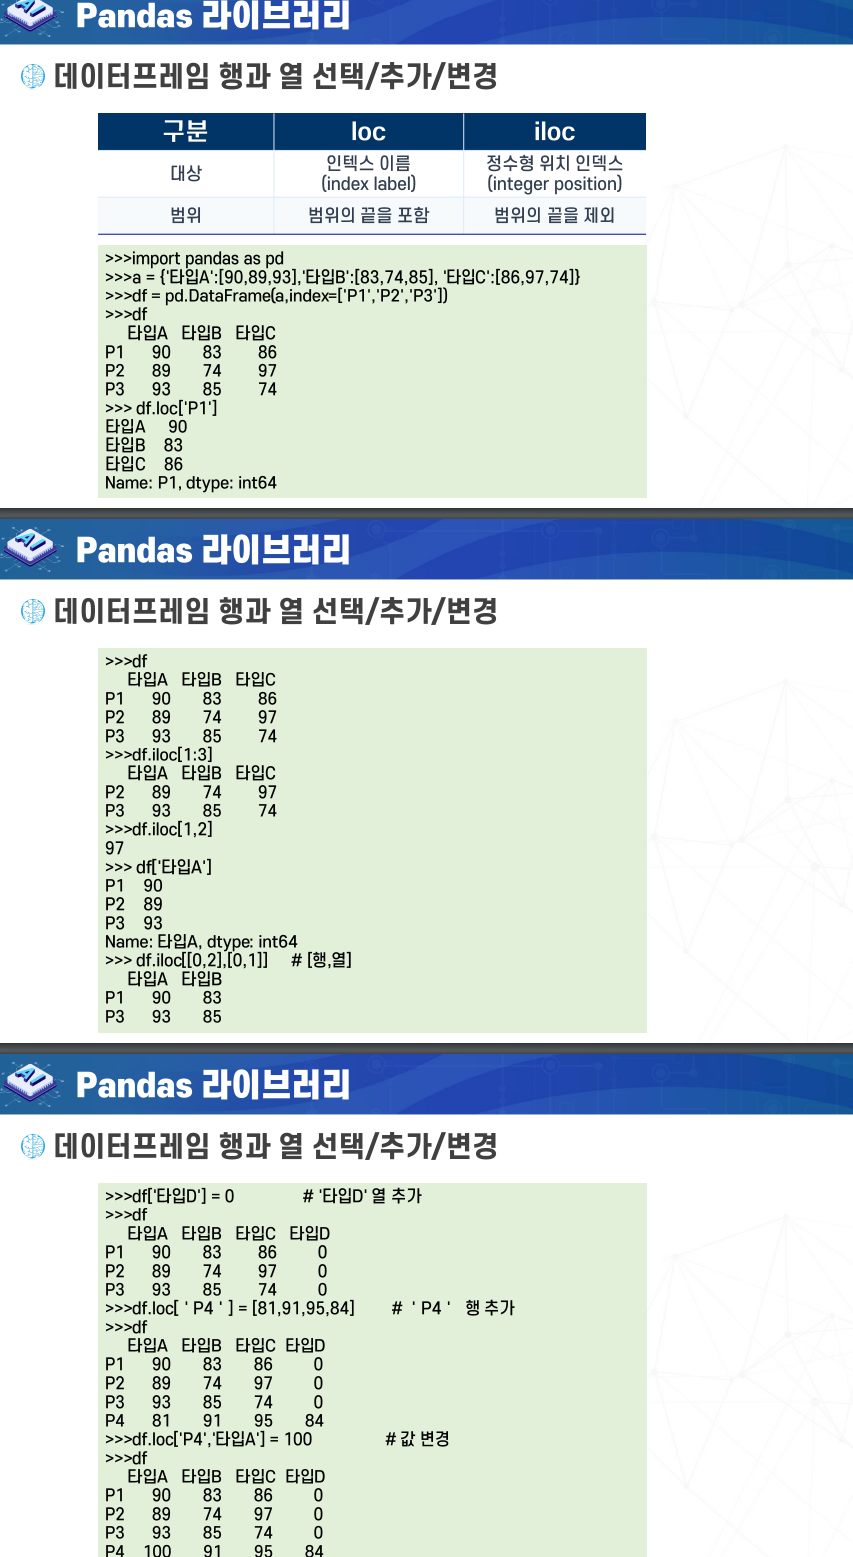 Pandas 라이브러리
데이터프레임 행과 열 선택/추가/변경
구분 loc iloc
대상 인텍스 이름 (index label) 정수형 위치 인덱스 (integer position)
범위 범위의 끝을 포함 범위의 끝을 제외
>>>import pandas as pd
>>>a = {'타입A':[90,89,93],'타입B':[83,74,85], '타입C':[86,97,74]}
>>>df = pd.DataFrame(a,index=['P1','P2','P3'])
>>>df
타입A 타입B 타입C
P1 90 83 86
P2 89 74 97
P3 93 85 74
>>> df.loc['P1']
타입A 90
타입B 83
타입C 86
Name: P1, dtype: int64
AI
Pandas 라이브러리
데이터프레임 행과 열 선택/추가/변경
>>>df
타입A 타입B 타입C
P1 90 83 86
P2 89 74 97
P3 93 85 74
>>>df.iloc[1:3]
타입A 타입B 타입C
P2 89 74 97
P3 93 85 74
>>>df.iloc[1,2]
97
>>> df['타입A']
P1 90
P2 89
P3 93
Name: 타입A, dtype: int64
>>> df.iloc[[0,2],[0,1]] # [행,열]
타입A 타입B
P1 90 83
P3 93 85
AI
Pandas 라이브러리
데이터프레임 행과 열 선택/추가/변경
>>>df['타입D'] = 0 # '타입D' 열 추가
>>>df
타입A 타입B 타입C 타입D
P1 90 83 86 0
P2 89 74 97 0
P3 93 85 74 0
>>>df.loc[ ' P4 ' ] = [81,91,95,84] # ' P4 ' 행 추가
>>>df
타입A 타입B 타입C 타입D
P1 90 83 86 0
P2 89 74 97 0
P3 93 85 74 0
P4 81 91 95 84
>>>df.loc['P4','타입A'] = 100 # 값 변경
>>>df
타입A 타입B 타입C 타입D
P1 90 83 86 0
P2 89 74 97 0
P3 93 85 74 0
P4 100 91 95 84